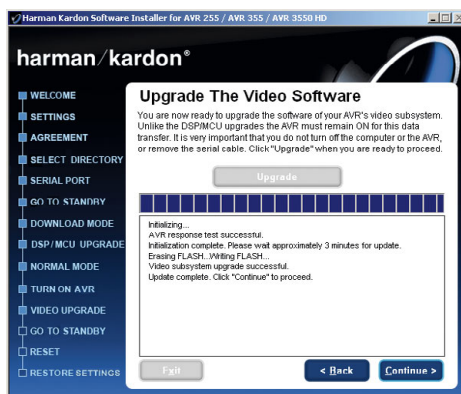 Harman Kardon Software Installer for AVR 255 / AVR 355 / AVR 3550 HD
harman/kardon®
WELCOME
SETTINGS
AGREEMENT
SELECT DIRECTORY
SERIAL PORT
GO TO STANDBY
DOWNLOAD MODE
DSP/MCU UPGRADE
NORMAL MODE
TURN ON AVR
VIDEO UPGRADE
GO TO STANDBY
RESET
RESTORE SETTINGS
Upgrade The Video Software
You are now ready to upgrade the software of your AVR's video subsystem.
Unlike the DSP/MCU upgrades the AVR must remain ON for this data
transfer. It is very important that you do not turn off the computer or the AVR,
or remove the serial cable. Click "Upgrade" when you are ready to proceed.
Upgrade
Initializing...
AVR response test successful.
Initialization complete. Please wait approximately 3 minutes for update.
Erasing FLASH...Writing FLASH...
Video subsystem upgrade successful.
Update complete. Click "Continue" to proceed.
Exit
< Back
Continue >